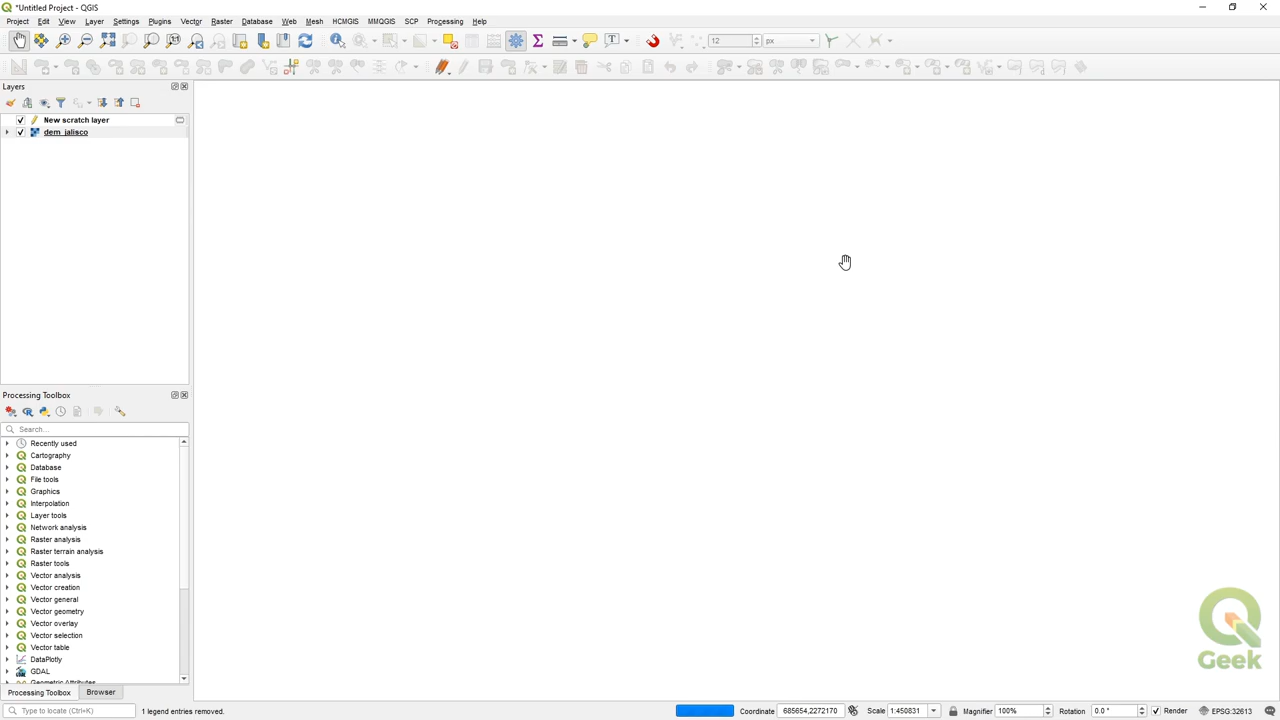 *Untitled Project - QGIS
Project Edit View Layer Settings Plugins Vector Raster Database Web Mesh HCMGIS MMQGIS SCP Processing Help
12 px
Layers
New scratch layer
dem_jalisco
Processing Toolbox
Search...
Recently used
Cartography
Database
File tools
Graphics
Interpolation
Layer tools
Network analysis
Raster analysis
Raster terrain analysis
Raster tools
Vector analysis
Vector creation
Vector general
Vector geometry
Vector overlay
Vector selection
Vector table
DataPlotly
GDAL
Geometric Attributes
Processing Toolbox Browser
Geek
Type to locate (Ctrl+K) 1 legend entries removed. Coordinate 685654,2272170 Scale 1:450831 Magnifier 100% Rotation 0.0 ° Render EPSG:32613